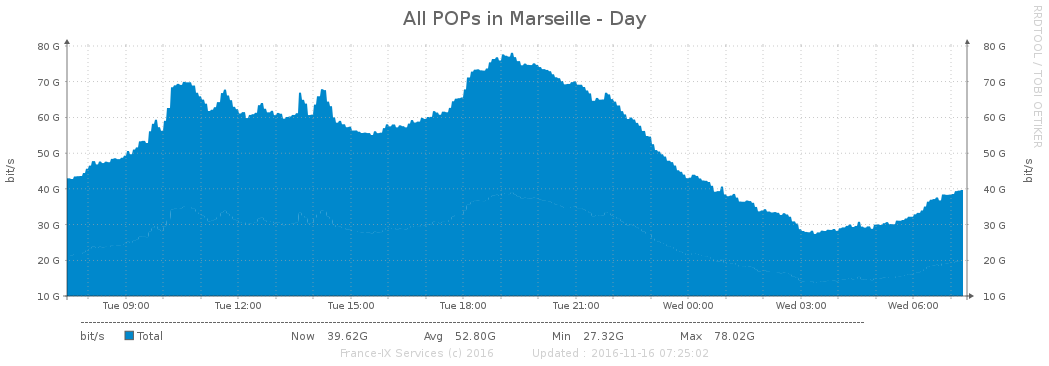 All POPs in Marseille - Day
RRDTOOL / TOBI OETIKER
80 G 80 G
70 G 70 G
60 G 60 G
50 G 50 G
bit/s bit/s
40 G 40 G
30 G 30 G
20 G 20 G
10 G 10 G
Tue 09:00 Tue 12:00 Tue 15:00 Tue 18:00 Tue 21:00 Wed 00:00 Wed 03:00 Wed 06:00
bit/s Total Now 39.62G Avg 52.80G Min 27.32G Max 78.02G
France-IX Services (c) 2016 Updated : 2016-11-16 07:25:02